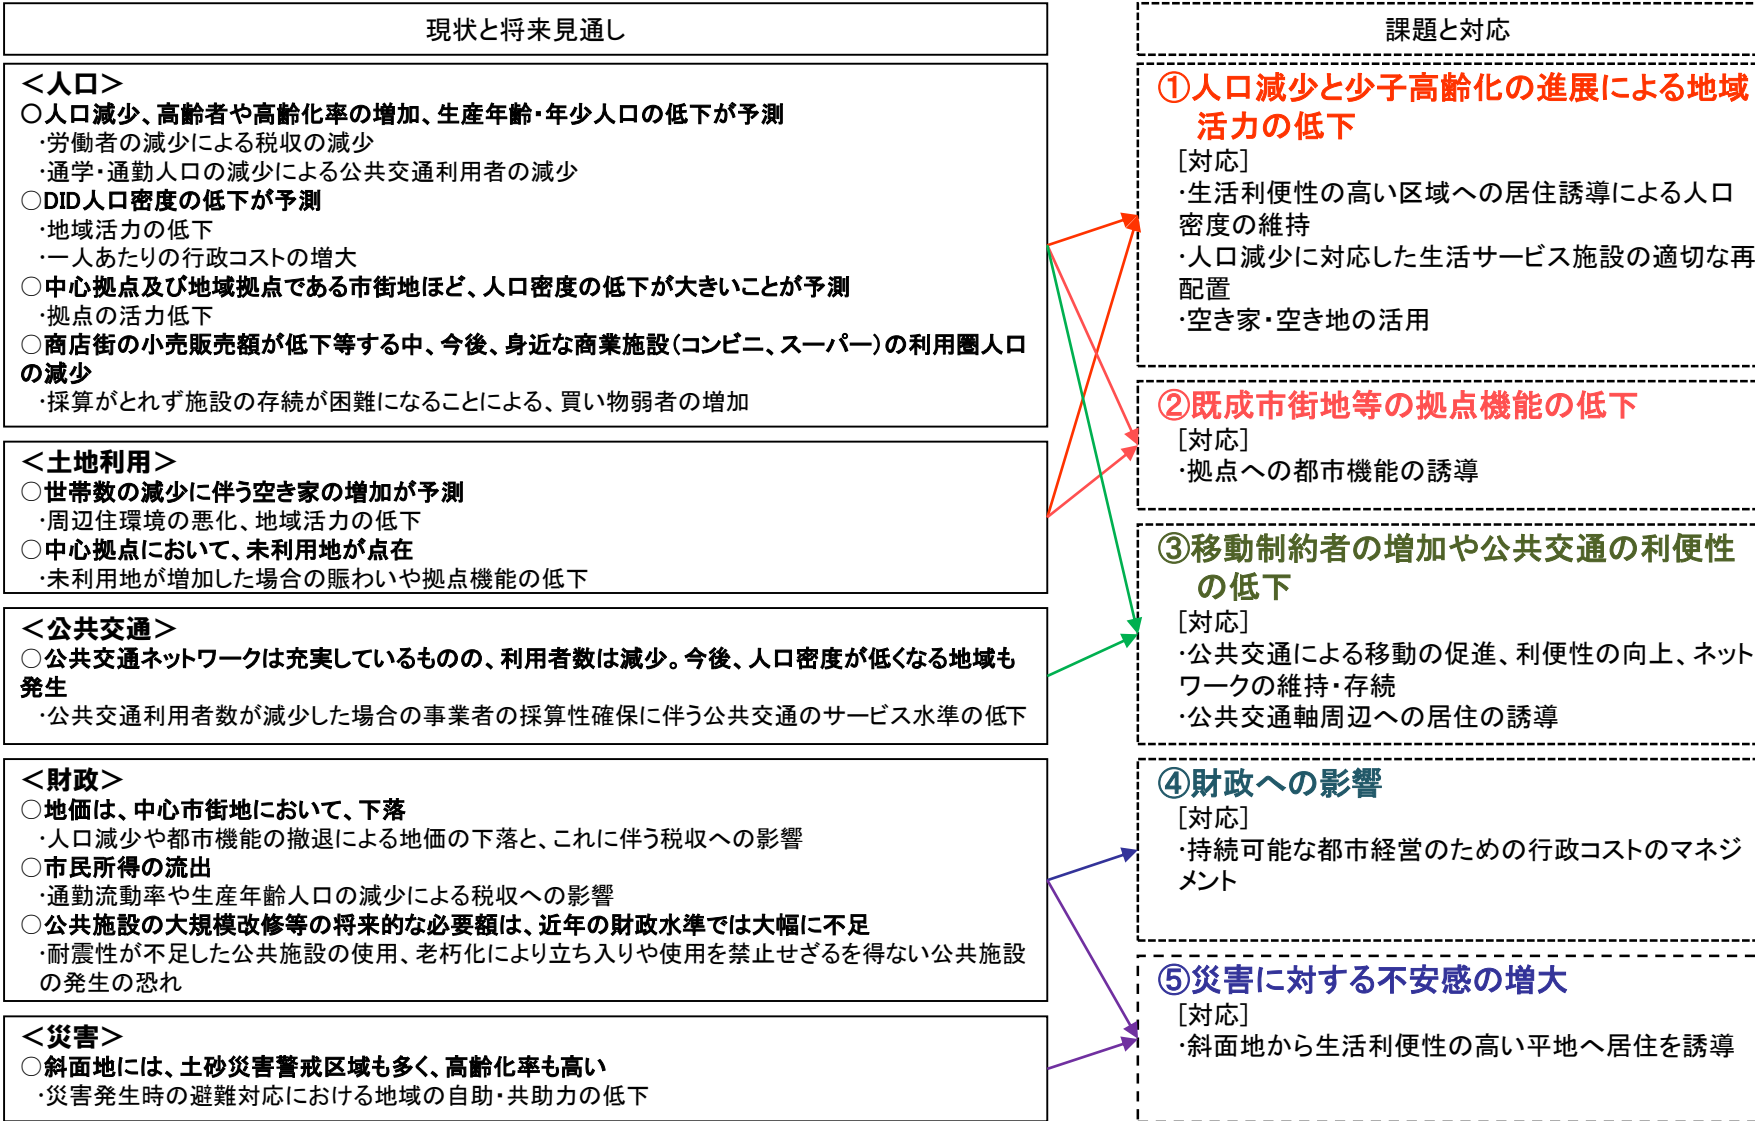 現状と将来見通し
＜人口＞
○人口減少、高齢者や高齢化率の増加、生産年齢・年少人口の低下が予測
・労働者の減少による税収の減少
・通学・通勤人口の減少による公共交通利用者の減少
○DID人口密度の低下が予測
・地域活力の低下
・一人あたりの行政コストの増大
○中心拠点及び地域拠点である市街地ほど、人口密度の低下が大きいことが予測
・拠点の活力低下
○商店街の小売販売額が低下等する中、今後、身近な商業施設（コンビニ、スーパー）の利用圏人口
の減少
・採算がとれず施設の存続が困難になることによる、買い物弱者の増加
＜土地利用＞
○世帯数の減少に伴う空き家の増加が予測
・周辺住環境の悪化、地域活力の低下
○中心拠点において、未利用地が点在
・未利用地が増加した場合の賑わいや拠点機能の低下
＜公共交通＞
○公共交通ネットワークは充実しているものの、利用者数は減少。今後、人口密度が低くなる地域も
発生
・公共交通利用者数が減少した場合の事業者の採算性確保に伴う公共交通のサービス水準の低下
＜財政＞
○地価は、中心市街地において、下落
・人口減少や都市機能の撤退による地価の下落と、これに伴う税収への影響
○市民所得の流出
・通勤流動率や生産年齢人口の減少による税収への影響
○公共施設の大規模改修等の将来的な必要額は、近年の財政水準では大幅に不足
・耐震性が不足した公共施設の使用、老朽化により立ち入りや使用を禁止せざるを得ない公共施設
の発生の恐れ
＜災害＞
○斜面地には、土砂災害警戒区域も多く、高齢化率も高い
・災害発生時の避難対応における地域の自助・共助力の低下
課題と対応
①人口減少と少子高齢化の進展による地域
活力の低下
［対応］
・生活利便性の高い区域への居住誘導による人口
密度の維持
・人口減少に対応した生活サービス施設の適切な再
配置
・空き家・空き地の活用
②既成市街地等の拠点機能の低下
［対応］
・拠点への都市機能の誘導
③移動制約者の増加や公共交通の利便性
の低下
［対応］
・公共交通による移動の促進、利便性の向上、ネット
ワークの維持・存続
・公共交通軸周辺への居住の誘導
④財政への影響
［対応］
・持続可能な都市経営のための行政コストのマネジ
メント
⑤災害に対する不安感の増大
［対応］
・斜面地から生活利便性の高い平地へ居住を誘導